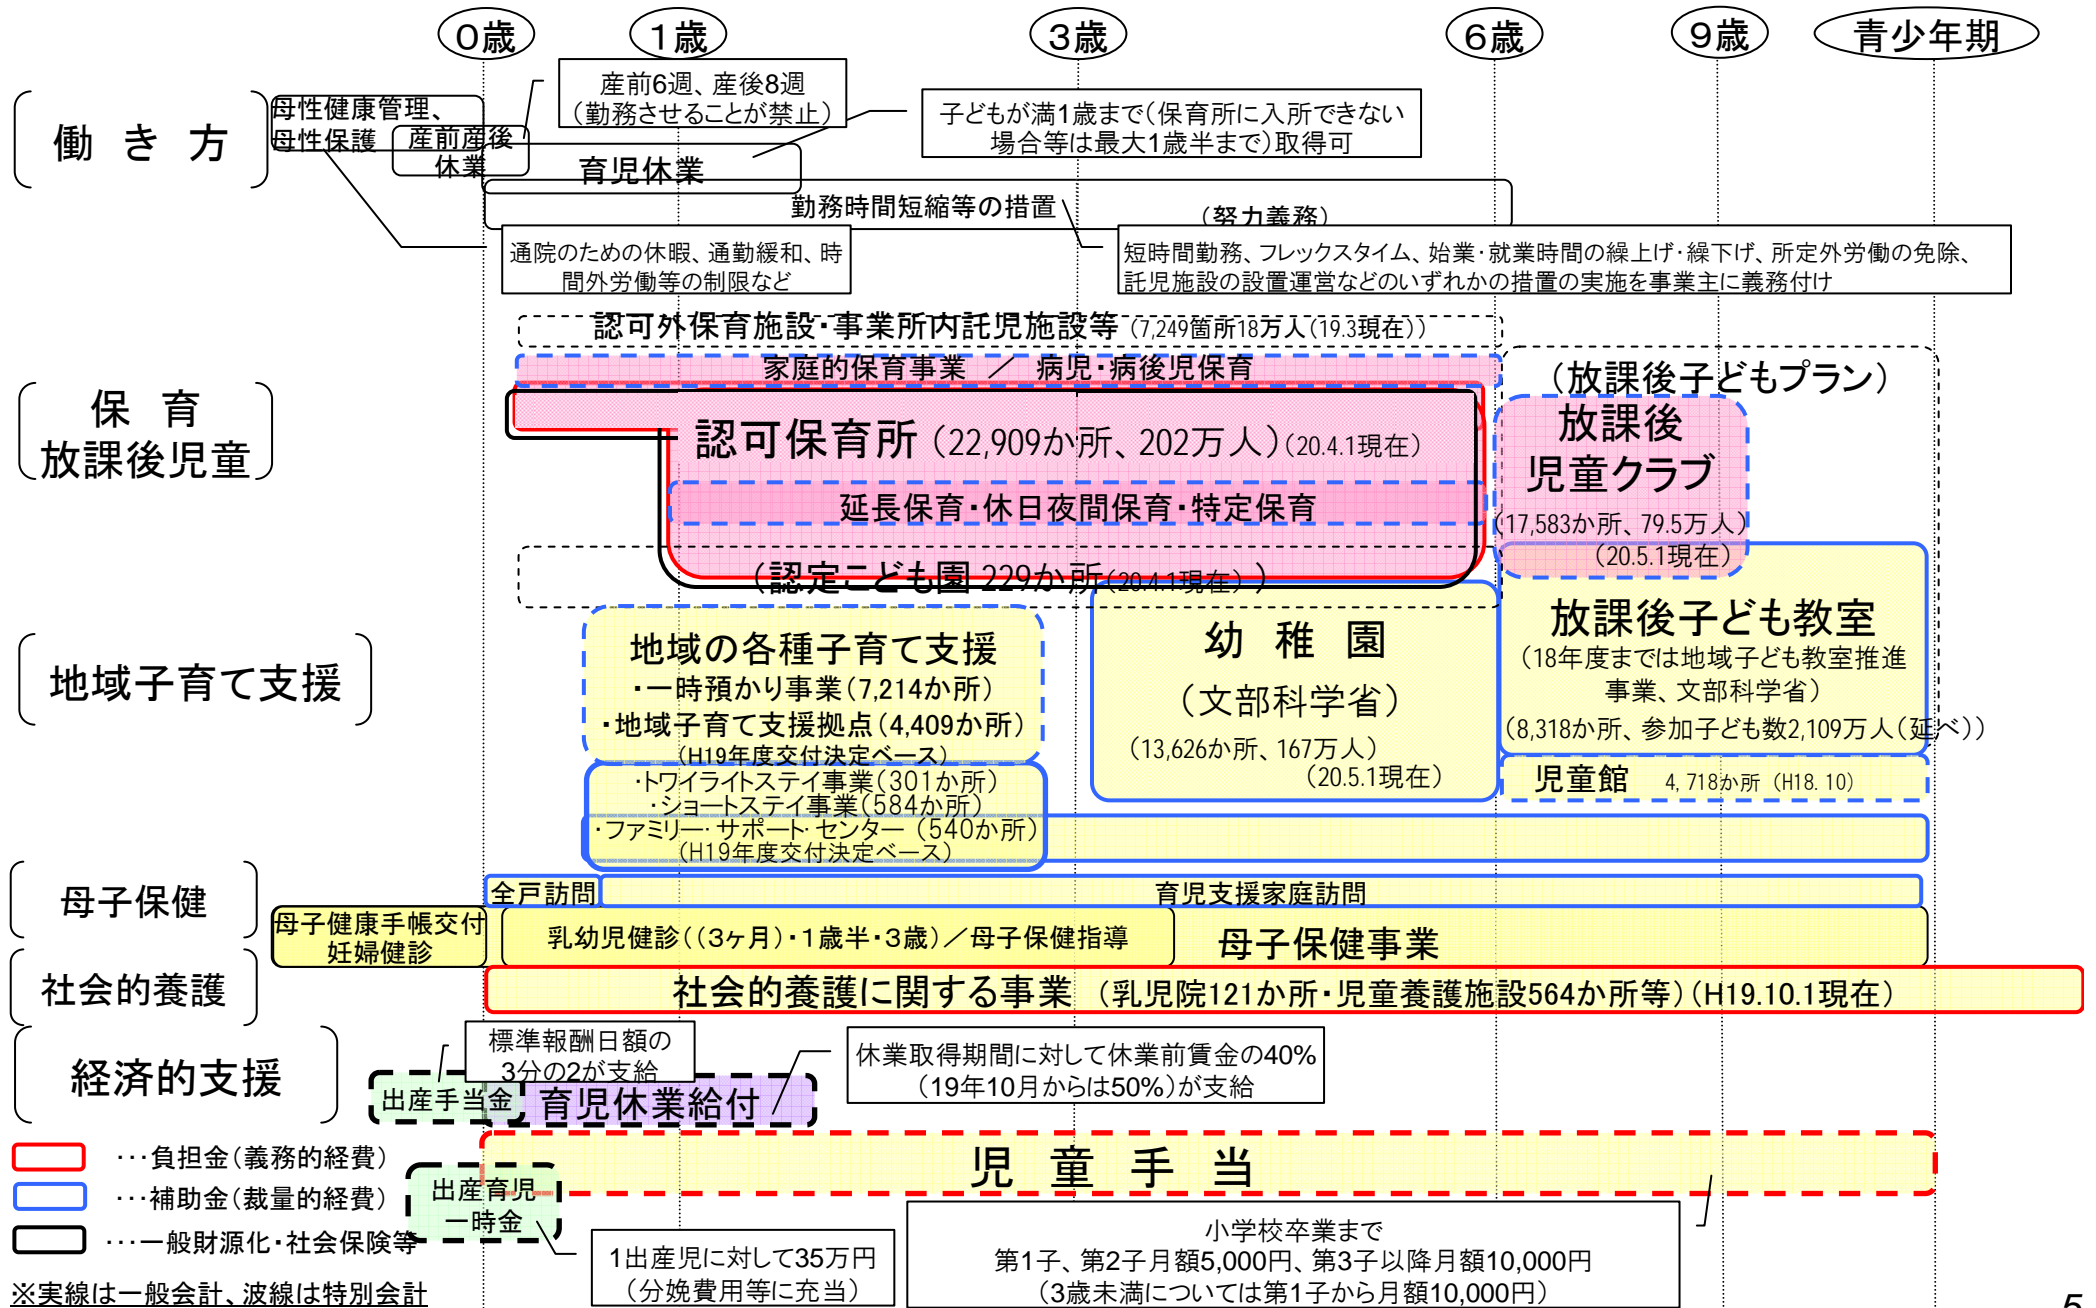 ０歳
１歳
３歳
６歳
９歳
青少年期
働き方
母性健康管理、
母性保護
産前産後
休業
産前6週、産後8週
（勤務させることが禁止）
子どもが満1歳まで（保育所に入所できない
場合等は最大1歳半まで）取得可
育児休業
勤務時間短縮等の措置
（努力義務）
通院のための休暇、通勤緩和、時
間外労働等の制限など
短時間勤務、フレックスタイム、始業・就業時間の繰上げ・繰下げ、所定外労働の免除、
託児施設の設置運営などのいずれかの措置の実施を事業主に義務付け
保育
放課後児童
認可外保育施設・事業所内託児施設等（7,249箇所18万人（19.3現在））
家庭的保育事業　／　病児・病後児保育
認可保育所（22,909か所、202万人）（20.4.1現在）
延長保育・休日夜間保育・特定保育
（認定こども園 229か所（20.4.1現在））
（放課後子どもプラン）
放課後
児童クラブ
（17,583か所、79.5万人）
（20.5.1現在）
地域子育て支援
地域の各種子育て支援
・一時預かり事業（7,214か所）
・地域子育て支援拠点（4,409か所）
（H19年度交付決定ベース）
・トワイライトステイ事業（301か所）
・ショートステイ事業（584か所）
・ファミリー・サポート・センター（540か所）
（H19年度交付決定ベース）
幼稚園
（文部科学省）
（13,626か所、167万人）
（20.5.1現在）
放課後子ども教室
（18年度までは地域子ども教室推進
事業、文部科学省）
（8,318か所、参加子ども数2,109万人（延べ））
児童館　4,718か所（H18.10）
母子保健
全戸訪問
育児支援家庭訪問
母子健康手帳交付
妊婦健診
乳幼児健診（（３ヶ月）・１歳半・３歳）／母子保健指導
母子保健事業
社会的養護
社会的養護に関する事業　（乳児院121か所・児童養護施設564か所等）（H19.10.1現在）
経済的支援
標準報酬日額の
3分の2が支給
出産手当金
育児休業給付
休業取得期間に対して休業前賃金の40%
（19年10月からは50%）が支給
児童手当
出産育児
一時金
1出産児に対して35万円
（分娩費用等に充当）
小学校卒業まで
第1子、第2子月額5,000円、第3子以降月額10,000円
（3歳未満については第1子から月額10,000円）
…負担金（義務的経費）
…補助金（裁量的経費）
…一般財源化・社会保険等
※実線は一般会計、波線は特別会計
5